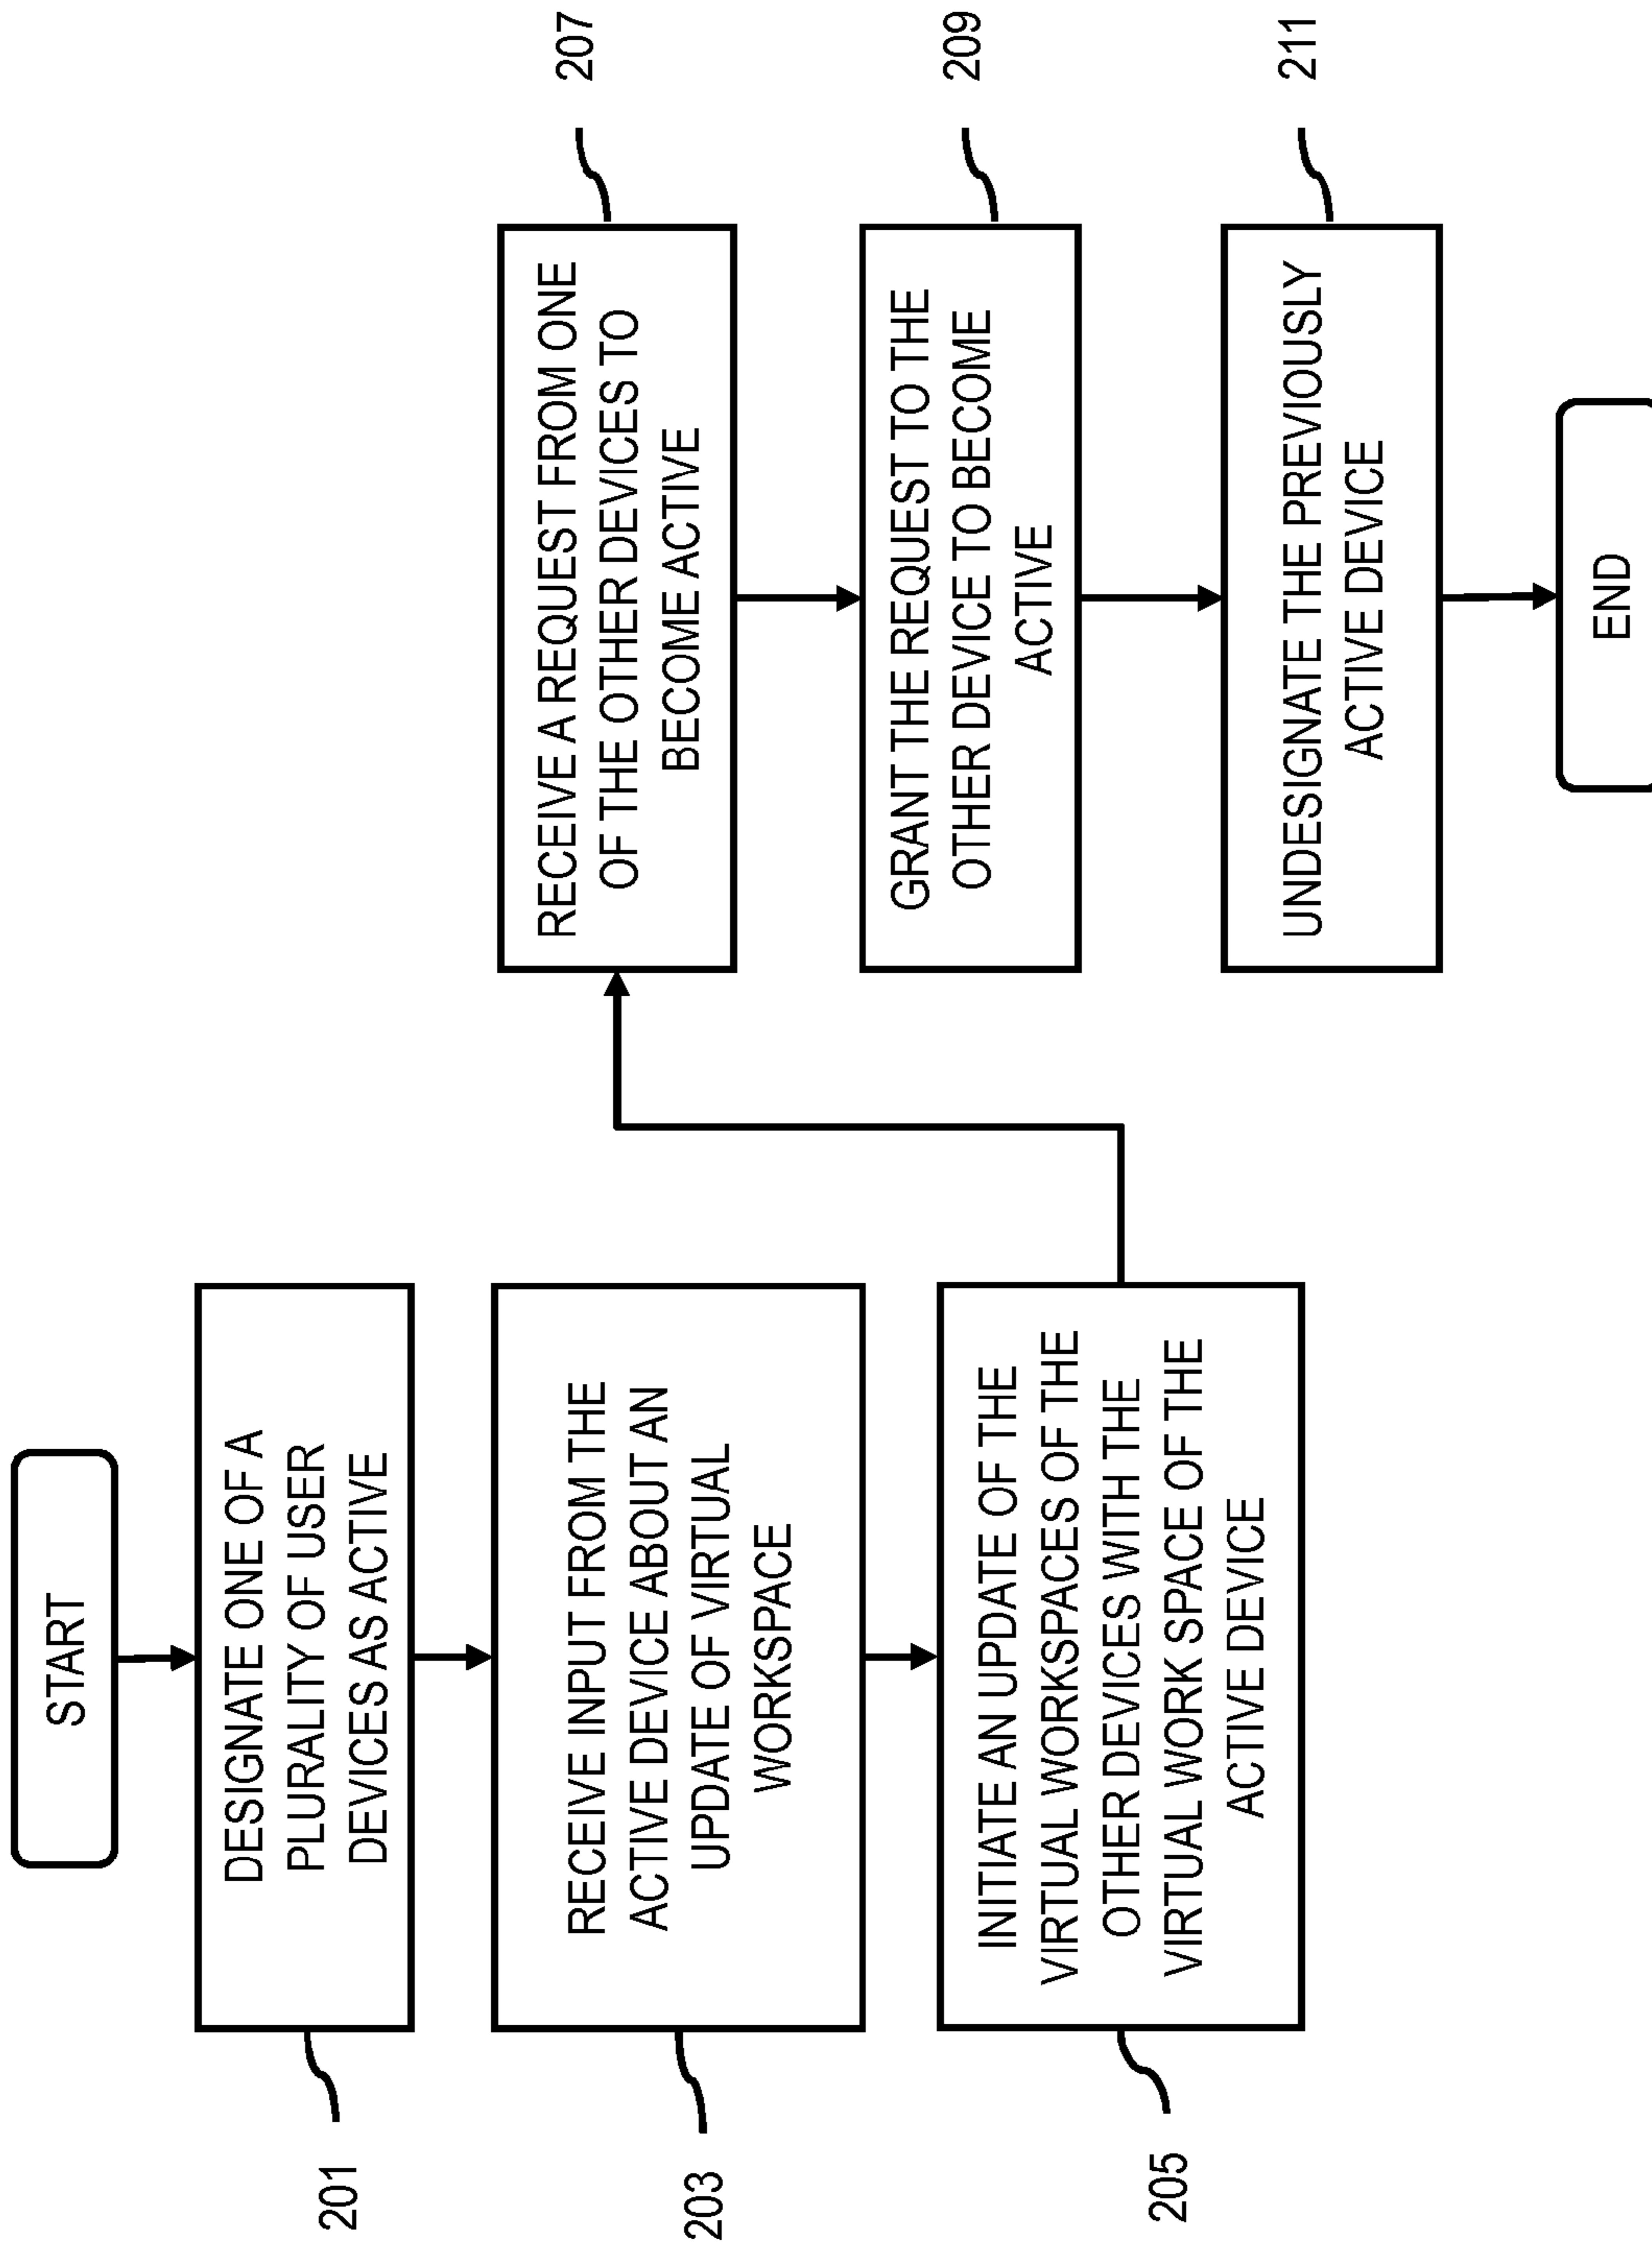 START
DESIGNATE ONE OF A
PLURALITY OF USER
DEVICES AS ACTIVE
201
RECEIVE INPUT FROM THE
ACTIVE DEVICE ABOUT AN
UPDATE OF VIRTUAL
WORKSPACE
203
INITIATE AN UPDATE OF THE
VIRTUAL WORKSPACES OF THE
OTHER DEVICES WITH THE
VIRTUAL WORK SPACE OF THE
ACTIVE DEVICE
205
RECEIVE A REQUEST FROM ONE
OF THE OTHER DEVICES TO
BECOME ACTIVE
207
GRANT THE REQUEST TO THE
OTHER DEVICE TO BECOME
ACTIVE
209
UNDESIGNATE THE PREVIOUSLY
ACTIVE DEVICE
211
END